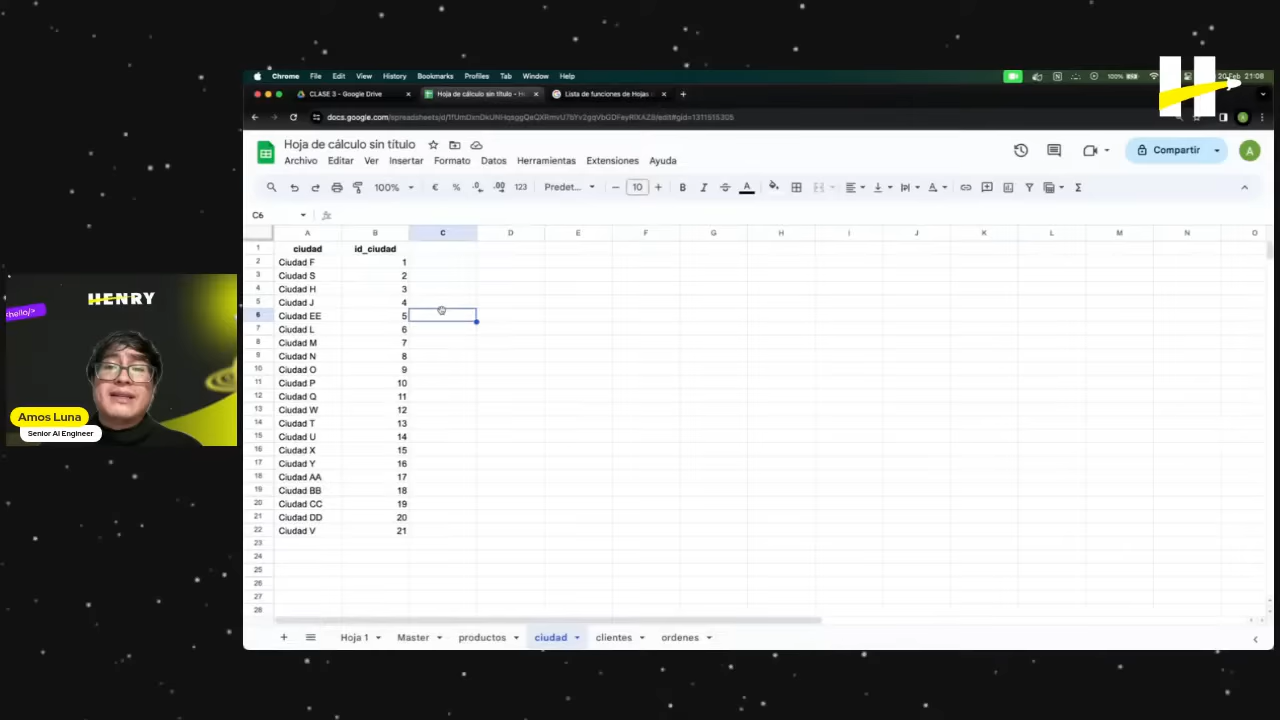 H
Chrome File Edit View History Bookmarks Profiles Tab Window Help
100% 20 Feb 21:08
CLASE 3 - Google Drive
Hoja de cálculo sin título - H
Lista de funciones de Hojas
Hoja de cálculo sin título
Archivo Editar Ver Insertar Formato Datos Herramientas Extensiones Ayuda
Compartir
A
100% € % .0 .00 123 Predet... 10 B I A Σ
C6 fx
A B C D E F G H I J K L M N O
1 ciudad id_ciudad
2 Ciudad F 1
3 Ciudad S 2
4 Ciudad H 3
5 Ciudad J 4
6 Ciudad EE 5
7 Ciudad L 6
8 Ciudad M 7
9 Ciudad N 8
10 Ciudad O 9
11 Ciudad P 10
12 Ciudad Q 11
13 Ciudad W 12
14 Ciudad T 13
15 Ciudad U 14
16 Ciudad X 15
17 Ciudad Y 16
18 Ciudad AA 17
19 Ciudad BB 18
20 Ciudad CC 19
21 Ciudad DD 20
22 Ciudad V 21
23
24
25
26
27
28
Hoja 1 Master productos ciudad clientes ordenes
HENRY
<hello/>
Amos Luna
Senior AI Engineer